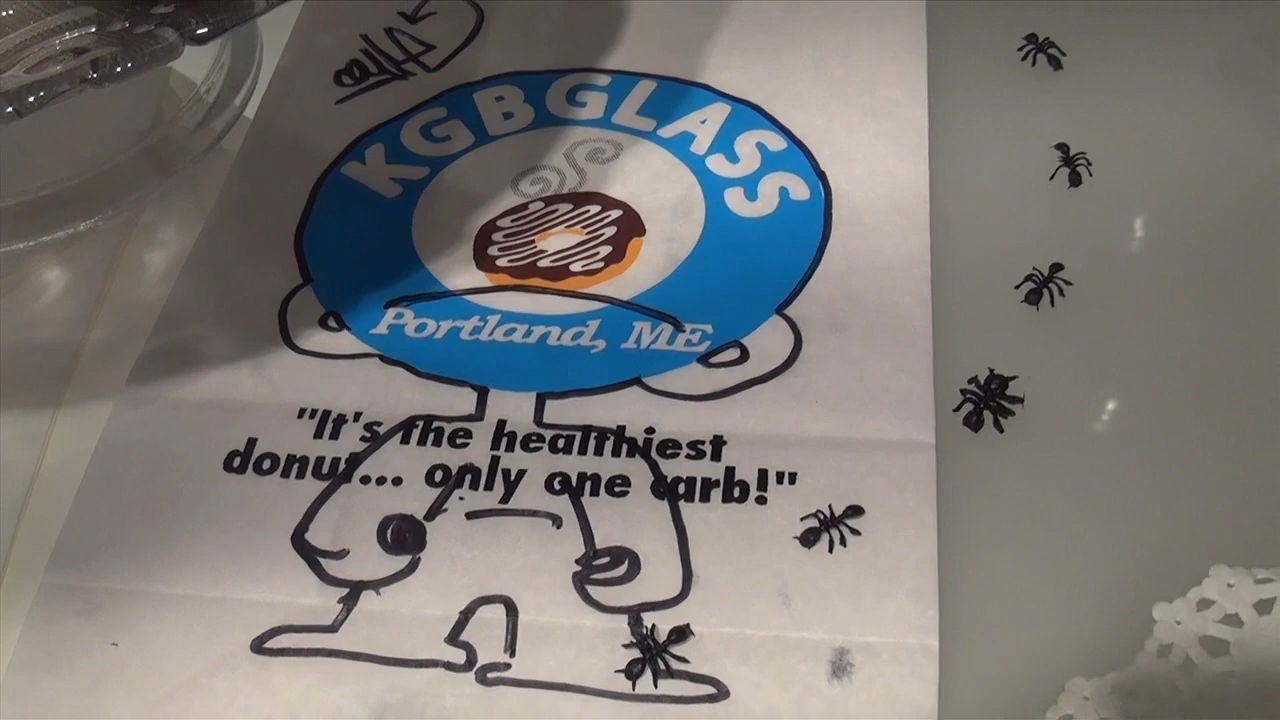 KGBGLASS
Portland, ME
"It's the healthiest
donut... only one carb!"